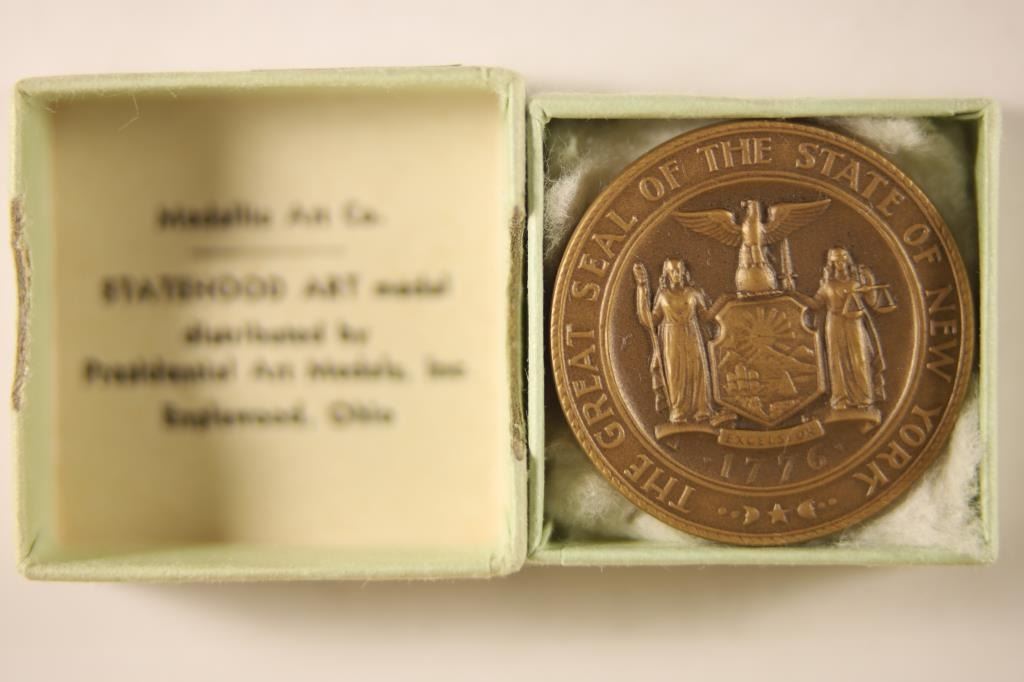 Medallic Art Co.
STATEHOOD ART medal
distributed by
Presidential Art Medals, Inc.
Englewood, Ohio
THE GREAT SEAL OF THE STATE OF NEW YORK
EXCELSIOR
1776